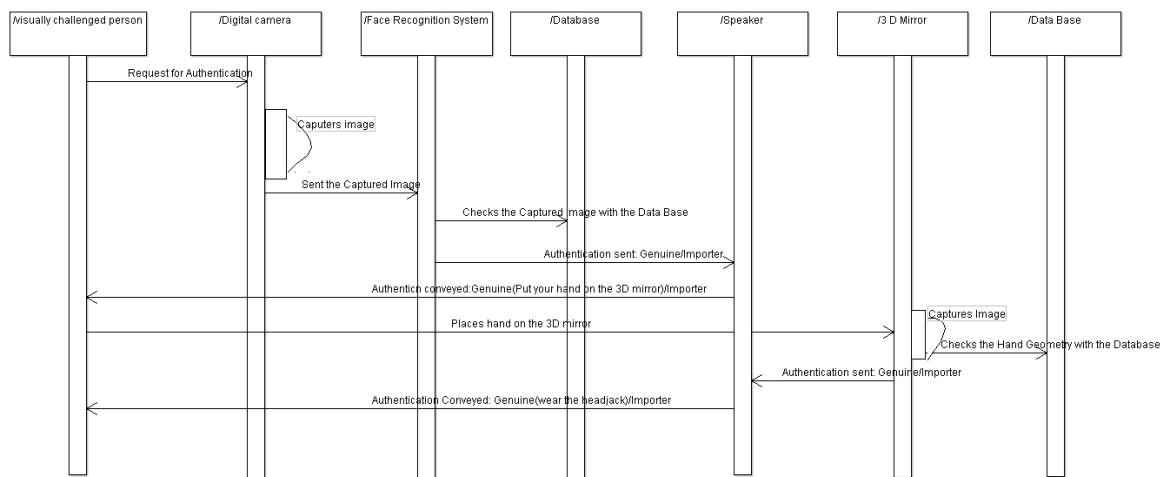 /visually challenged person
/Digital camera
/Face Recognition System
/Database
/Speaker
/3 D Mirror
/Data Base
Request for Authentication
Caputers image
Sent the Captured Image
Checks the Captured Image with the Data Base
Authentication sent: Genuine/Importer
Authenticn conveyed:Genuine(Put your hand on the 3D mirror)/Importer
Captures Image
Places hand on the 3D mirror
Checks the Hand Geometry with the Database
Authentication sent: Genuine/Importer
Authentication Conveyed: Genuine(wear the headjack)/Importer